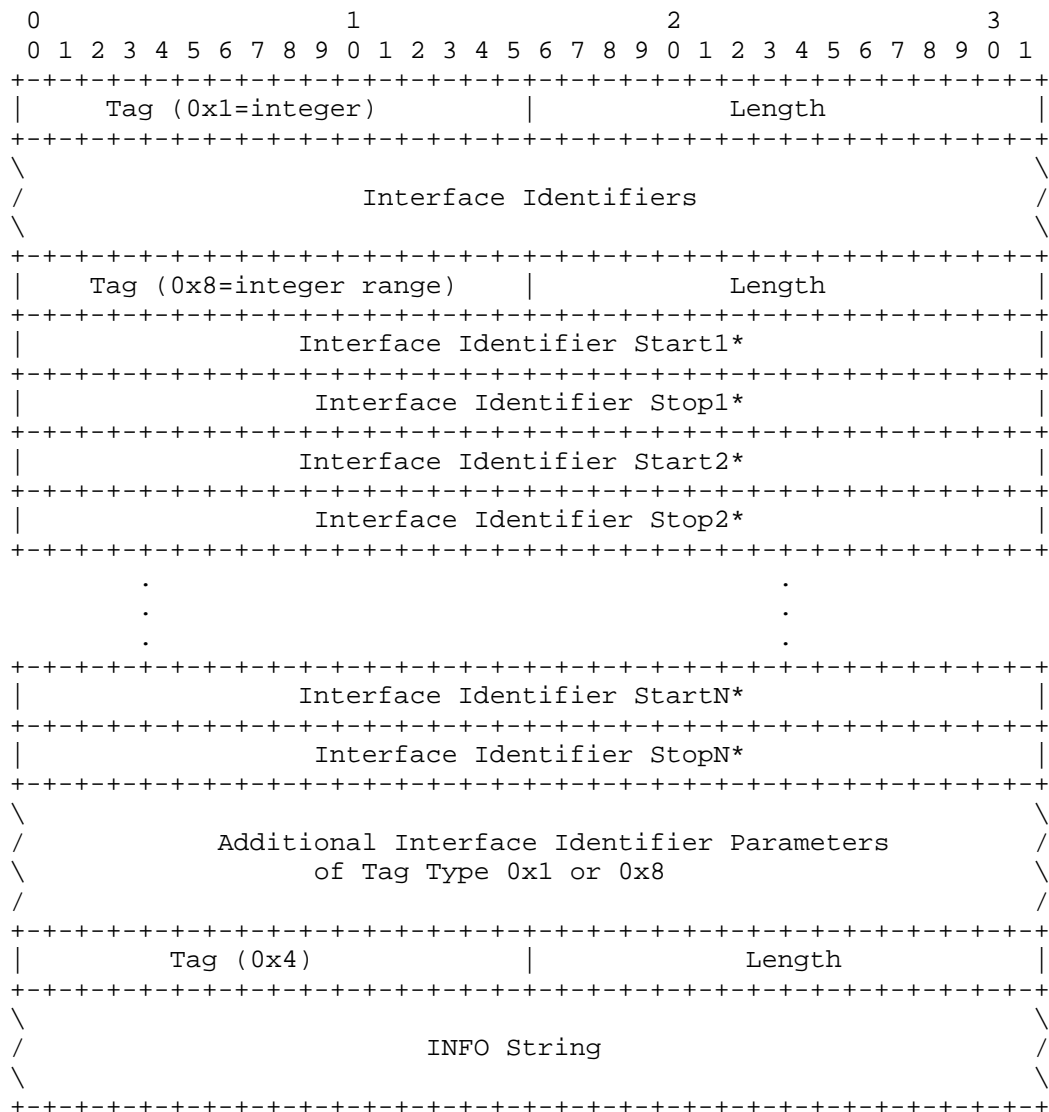 0                   1                   2                   3
 0 1 2 3 4 5 6 7 8 9 0 1 2 3 4 5 6 7 8 9 0 1 2 3 4 5 6 7 8 9 0 1
+-+-+-+-+-+-+-+-+-+-+-+-+-+-+-+-+-+-+-+-+-+-+-+-+-+-+-+-+-+-+-+-+
|     Tag (0x1=integer)         |            Length             |
+-+-+-+-+-+-+-+-+-+-+-+-+-+-+-+-+-+-+-+-+-+-+-+-+-+-+-+-+-+-+-+-+
\                                                               \
/                     Interface Identifiers                     /
\                                                               \
+-+-+-+-+-+-+-+-+-+-+-+-+-+-+-+-+-+-+-+-+-+-+-+-+-+-+-+-+-+-+-+-+
|    Tag (0x8=integer range)    |            Length             |
+-+-+-+-+-+-+-+-+-+-+-+-+-+-+-+-+-+-+-+-+-+-+-+-+-+-+-+-+-+-+-+-+
|                 Interface Identifier Start1*                  |
+-+-+-+-+-+-+-+-+-+-+-+-+-+-+-+-+-+-+-+-+-+-+-+-+-+-+-+-+-+-+-+-+
|                  Interface Identifier Stop1*                  |
+-+-+-+-+-+-+-+-+-+-+-+-+-+-+-+-+-+-+-+-+-+-+-+-+-+-+-+-+-+-+-+-+
|                 Interface Identifier Start2*                  |
+-+-+-+-+-+-+-+-+-+-+-+-+-+-+-+-+-+-+-+-+-+-+-+-+-+-+-+-+-+-+-+-+
|                  Interface Identifier Stop2*                  |
+-+-+-+-+-+-+-+-+-+-+-+-+-+-+-+-+-+-+-+-+-+-+-+-+-+-+-+-+-+-+-+-+
        .                                       .
        .                                       .
        .                                       .
+-+-+-+-+-+-+-+-+-+-+-+-+-+-+-+-+-+-+-+-+-+-+-+-+-+-+-+-+-+-+-+-+
|                 Interface Identifier StartN*                  |
+-+-+-+-+-+-+-+-+-+-+-+-+-+-+-+-+-+-+-+-+-+-+-+-+-+-+-+-+-+-+-+-+
|                  Interface Identifier StopN*                  |
+-+-+-+-+-+-+-+-+-+-+-+-+-+-+-+-+-+-+-+-+-+-+-+-+-+-+-+-+-+-+-+-+
\                                                               \
/            Additional Interface Identifier Parameters         /
\                  of Tag Type 0x1 or 0x8                       \
/                                                               /
+-+-+-+-+-+-+-+-+-+-+-+-+-+-+-+-+-+-+-+-+-+-+-+-+-+-+-+-+-+-+-+-+
|         Tag (0x4)             |             Length            |
+-+-+-+-+-+-+-+-+-+-+-+-+-+-+-+-+-+-+-+-+-+-+-+-+-+-+-+-+-+-+-+-+
\                                                               \
/                         INFO String                           /
\                                                               \
+-+-+-+-+-+-+-+-+-+-+-+-+-+-+-+-+-+-+-+-+-+-+-+-+-+-+-+-+-+-+-+-+